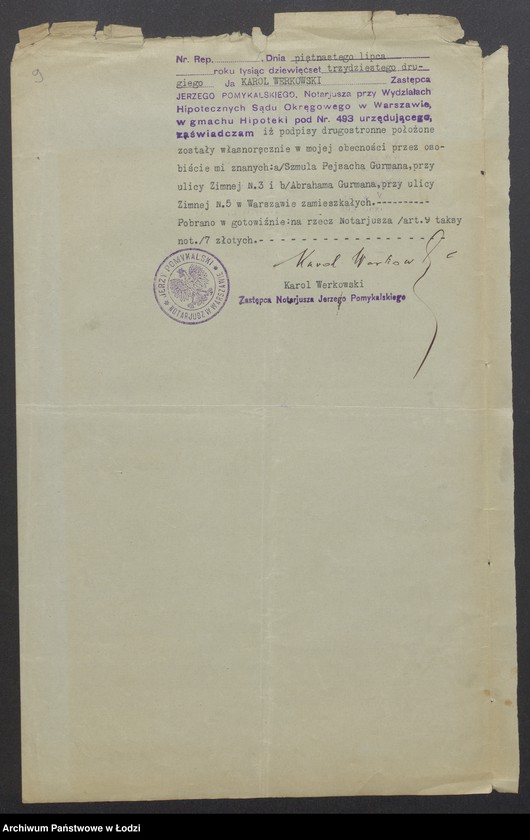 9
Nr. Rep. . Dnia piętnastego lipca
roku tysiąc dziewięćset trzydziestego dru-
giego Ja KAROL WERKOWSKI Zastępca
JERZEGO POMYKALSKIEGO, Notarjusza przy Wydziałach
Hipotecznych Sądu Okręgowego w Warszawie,
w gmachu Hipoteki pod Nr. 493 urzędującego,
zaświadczam iż podpisy drugostronne położone
zostały własnoręcznie w mojej obecności przez oso-
biście mi znanych:a/Szmula Pejsacha Gurmana,przy
ulicy Zimnej N.3 i b/Abrahama Gurmana,przy ulicy
Zimnej N.5 w Warszawie zamieszkałych.----------
Pobrano w gotowiźnie:na rzecz Notarjusza /art.9 taksy
not./7 złotych.- - - - - - - - - - - - - - - - -
Karol Werkowski
JERZY POMYKALSKI
NOTARJUSZ W WARSZAWIE
Karol Werkowski
Zastępca Notarjusza Jerzego Pomykalskiego
Archiwum Państwowe w Łodzi